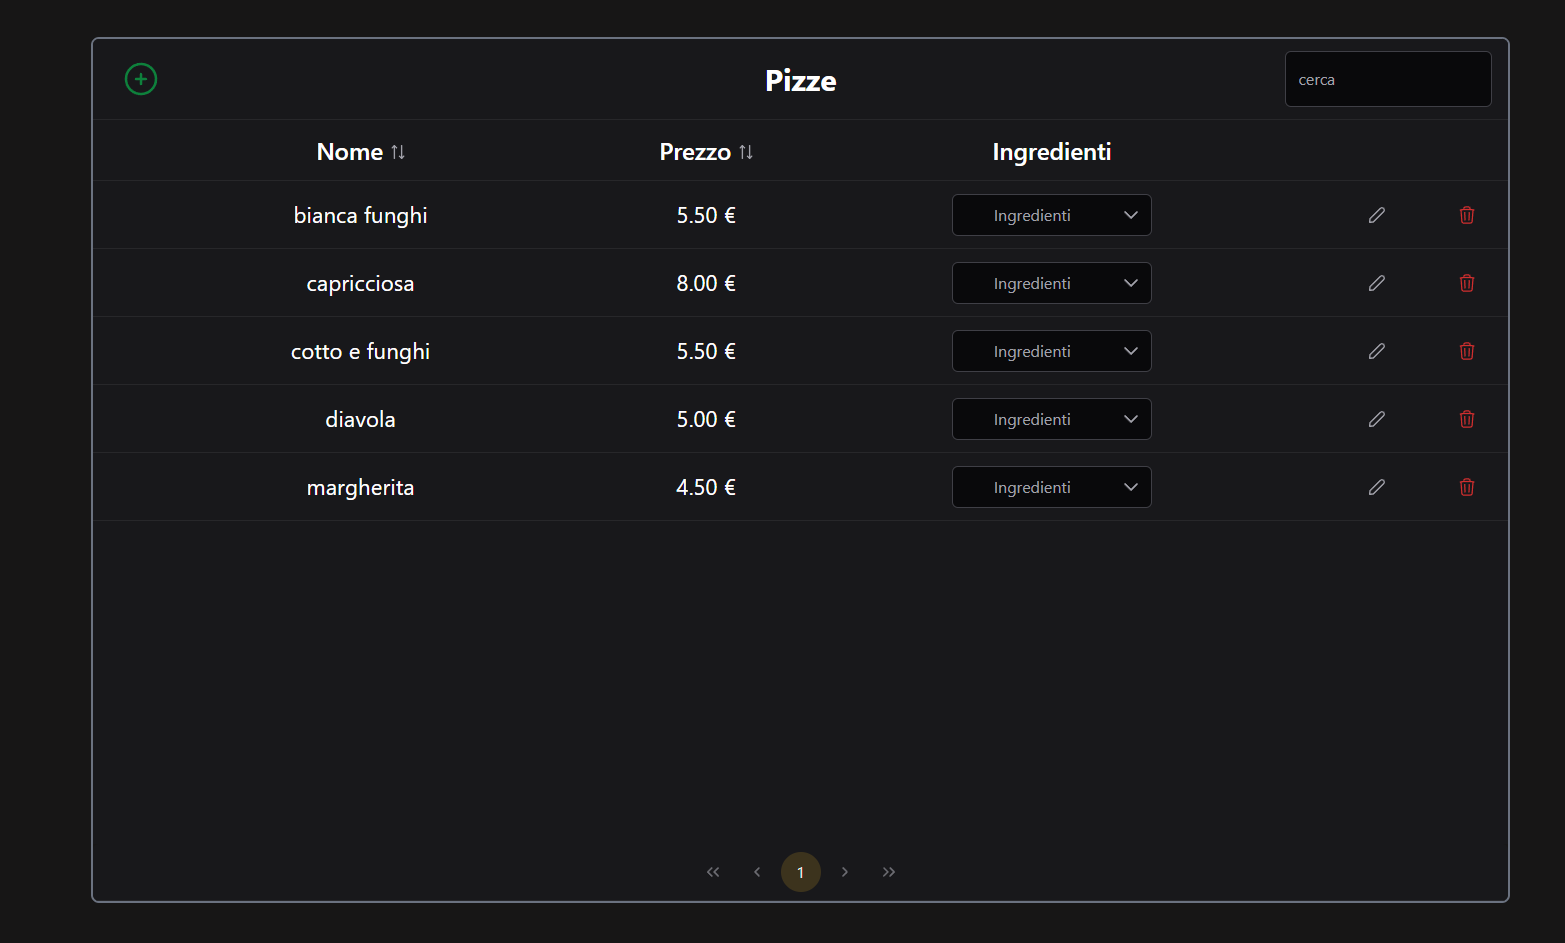 Pizze
cerca
Nome Prezzo Ingredienti
bianca funghi 5.50 € Ingredienti
capricciosa 8.00 € Ingredienti
cotto e funghi 5.50 € Ingredienti
diavola 5.00 € Ingredienti
margherita 4.50 € Ingredienti
1